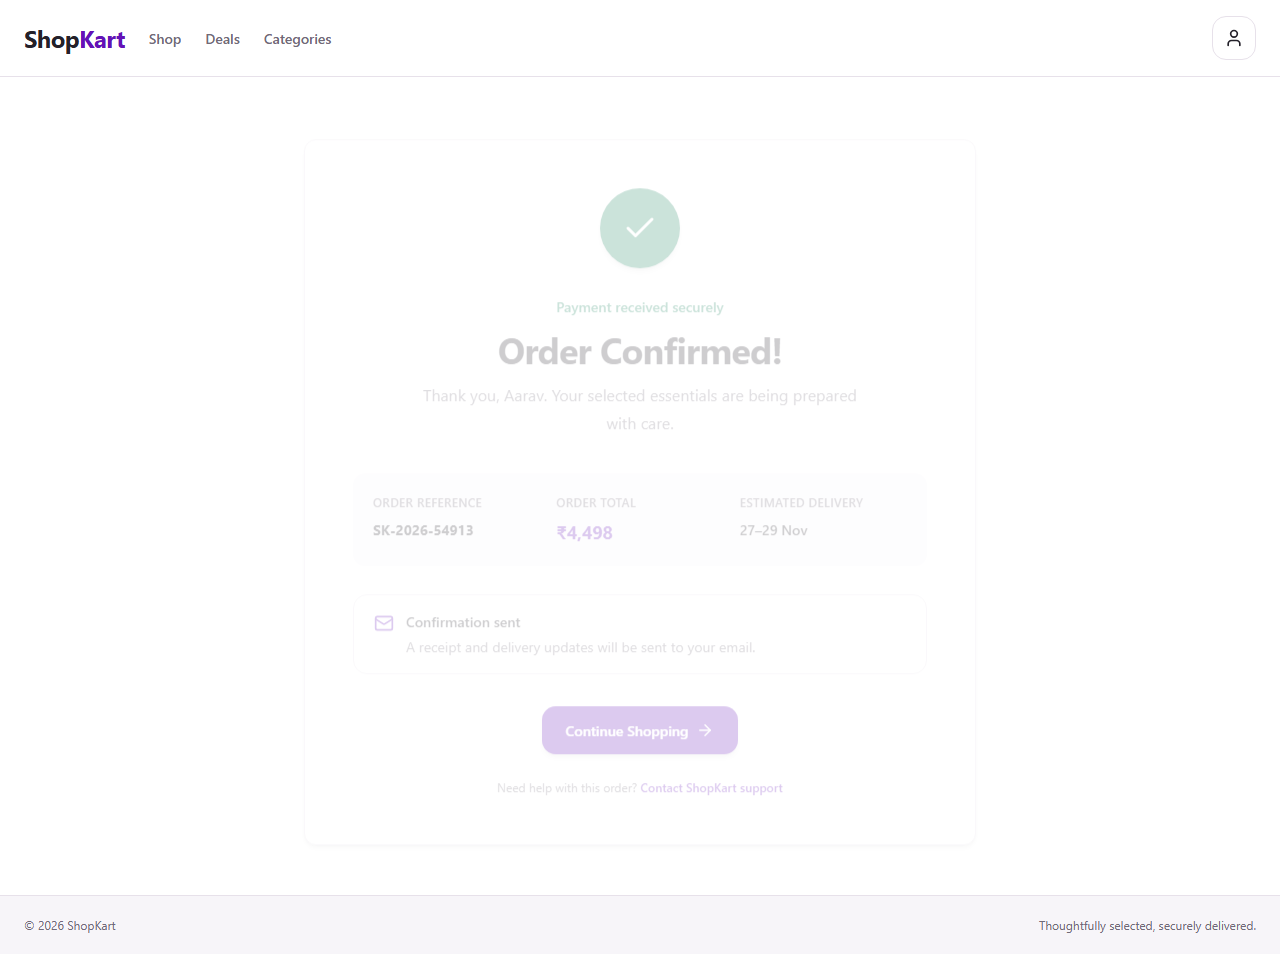 ShopKart
Shop
Deals
Categories
Payment received securely
Order Confirmed!
Thank you, Aarav. Your selected essentials are being prepared
with care.
ORDER REFERENCE
SK-2026-54913
ORDER TOTAL
₹4,498
ESTIMATED DELIVERY
27–29 Nov
Confirmation sent
A receipt and delivery updates will be sent to your email.
Continue Shopping
Need help with this order? Contact ShopKart support
© 2026 ShopKart
Thoughtfully selected, securely delivered.